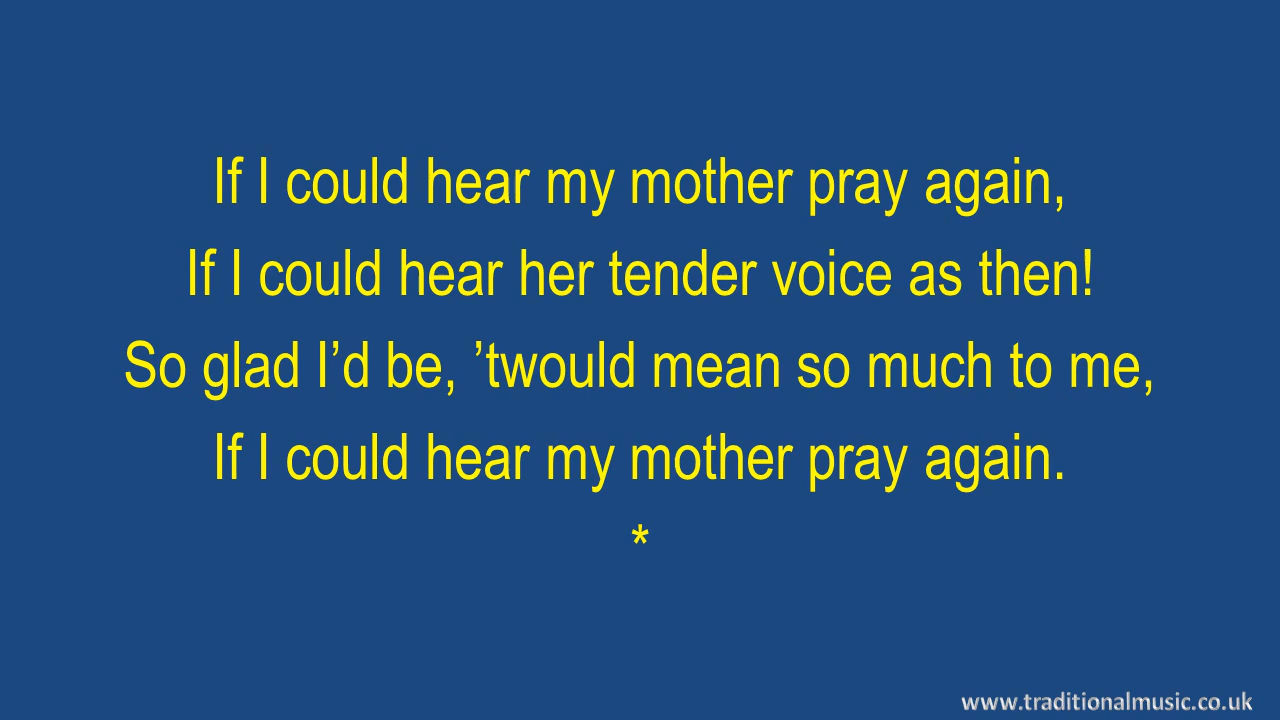 If I could hear my mother pray again,
If I could hear her tender voice as then!
So glad I’d be, ’twould mean so much to me,
If I could hear my mother pray again.
*
www.traditionalmusic.co.uk